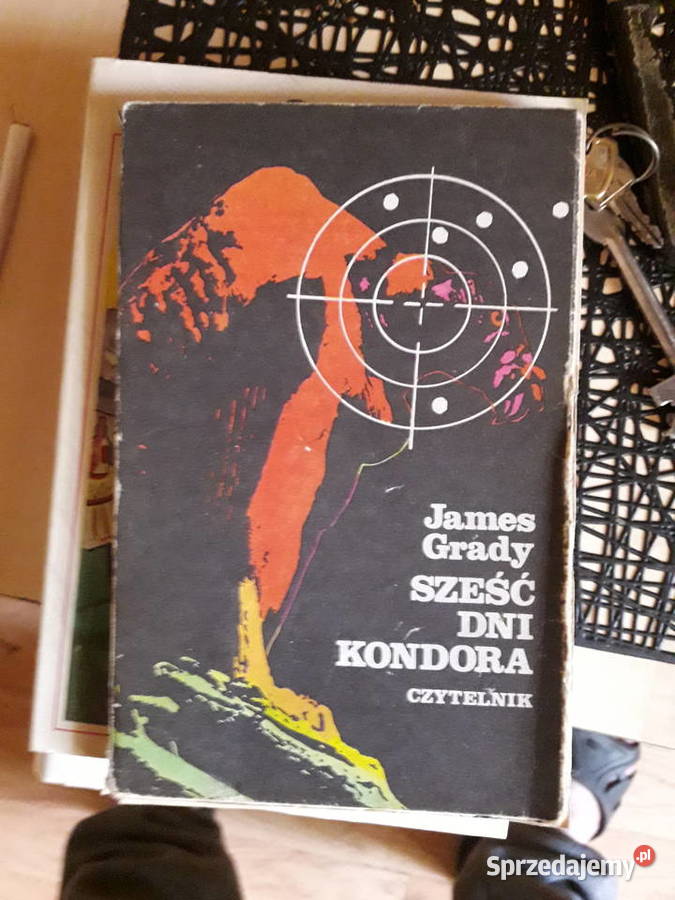 James
Grady
SZEŚĆ
DNI
KONDORA
CZYTELNIK
Sprzedajemy.pl